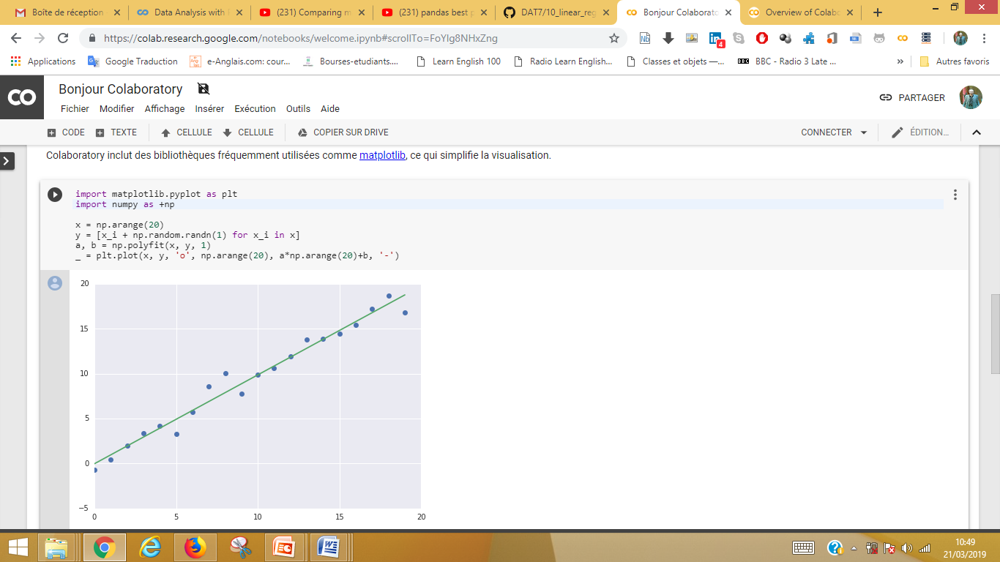 Boîte de réception
Data Analysis with
(231) Comparing m
(231) pandas best p
DAT7/10_linear_reg
Bonjour Colaborato
Overview of Colabo
https://colab.research.google.com/notebooks/welcome.ipynb#scrollTo=FoYlg8NHxZng
Nb
4
Applications
Google Traduction
e-Anglais.com: cour...
Bourses-etudiants....
Learn English 100
Radio Learn English...
Classes et objets —...
BBC
BBC - Radio 3 Late ...
»
Autres favoris
CO
Bonjour Colaboratory
PARTAGER
Fichier Modifier Affichage Insérer Exécution Outils Aide
CODE TEXTE CELLULE CELLULE COPIER SUR DRIVE CONNECTER ÉDITION...
Colaboratory inclut des bibliothèques fréquemment utilisées comme matplotlib, ce qui simplifie la visualisation.
import matplotlib.pyplot as plt
import numpy as +np
x = np.arange(20)
y = [x_i + np.random.randn(1) for x_i in x]
a, b = np.polyfit(x, y, 1)
_ = plt.plot(x, y, 'o', np.arange(20), a*np.arange(20)+b, '-')
20
15
10
5
0
−5
0 5 10 15 20
10:49
21/03/2019